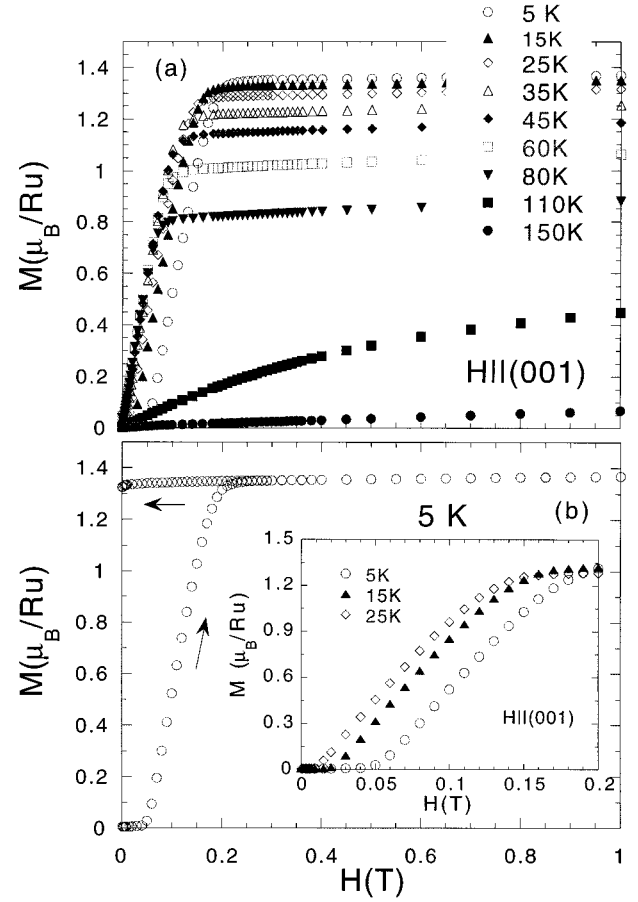 5 K
15K
25K
35K
45K
60K
80K
110K
150K
(a)
1.4
1.2
1
0.8
0.6
0.4
0.2
0
M(μB/Ru)
H||(001)
(b)
5 K
1.4
1.2
1
0.8
0.6
0.4
0.2
0
M(μB/Ru)
0 0.2 0.4 0.6 0.8 1
H(T)
1.5
1.2
0.9
0.6
0.3
0
M (μB/Ru)
5K
15K
25K
H||(001)
0 0.05 0.1 0.15 0.2
H(T)